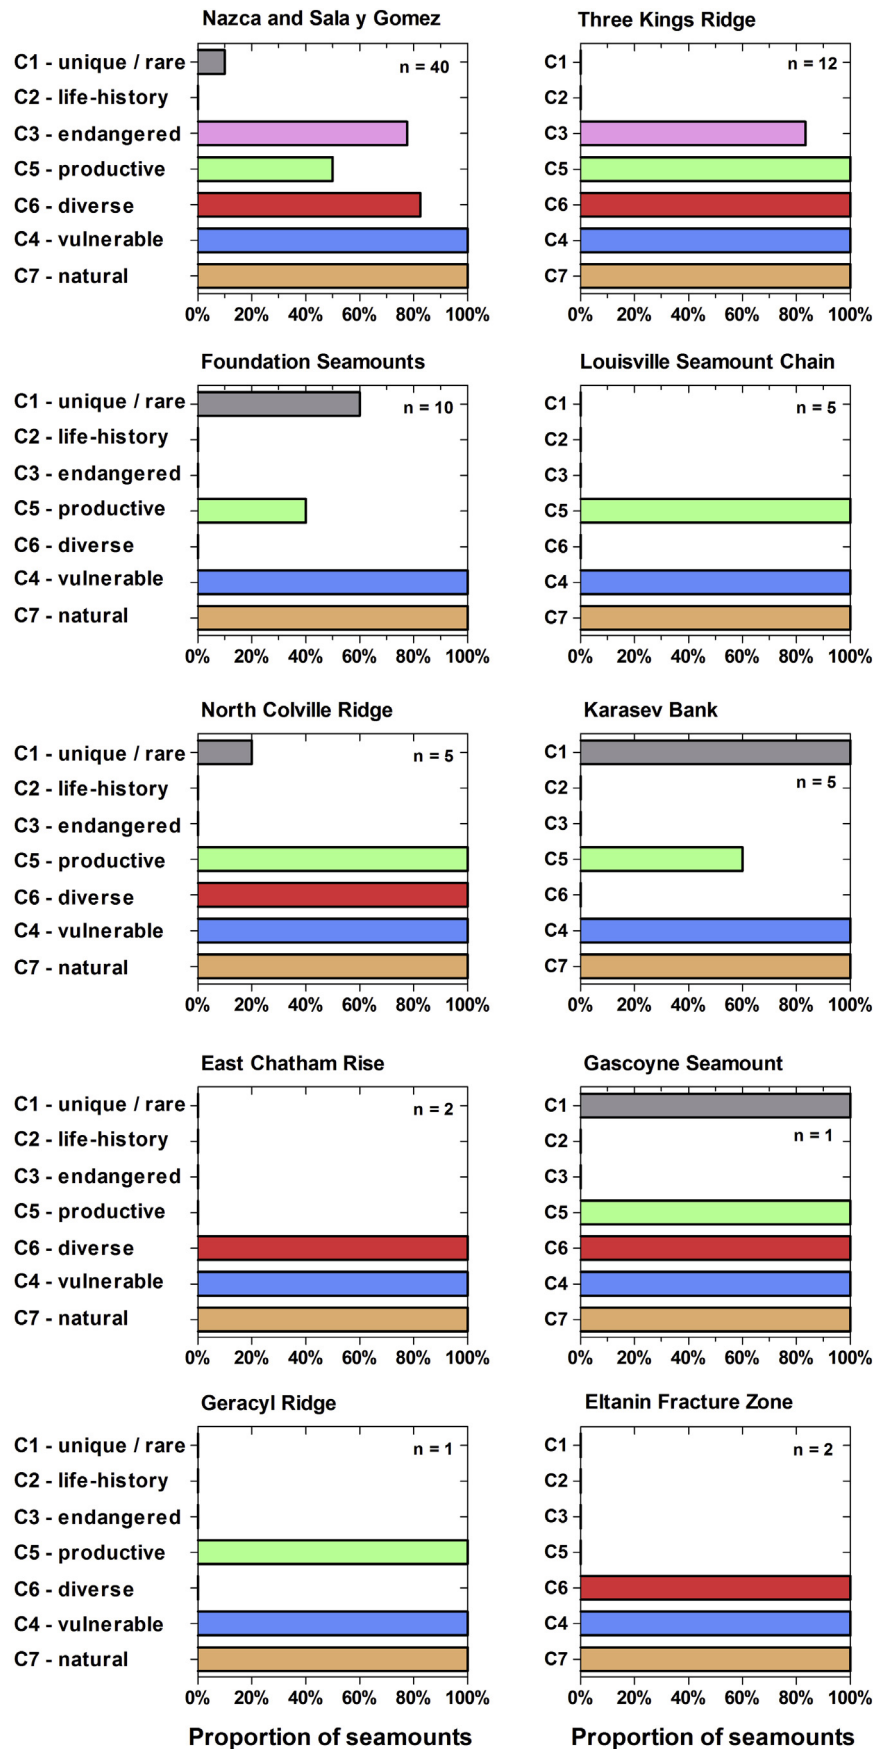 Nazca and Sala y Gomez
C1 - unique / rare
C2 - life-history
C3 - endangered
C5 - productive
C6 - diverse
C4 - vulnerable
C7 - natural
n = 40
0% 20% 40% 60% 80% 100%
Three Kings Ridge
C1
C2
C3
C5
C6
C4
C7
n = 12
0% 20% 40% 60% 80% 100%
Foundation Seamounts
C1 - unique / rare
C2 - life-history
C3 - endangered
C5 - productive
C6 - diverse
C4 - vulnerable
C7 - natural
n = 10
0% 20% 40% 60% 80% 100%
Louisville Seamount Chain
C1
C2
C3
C5
C6
C4
C7
n = 5
0% 20% 40% 60% 80% 100%
North Colville Ridge
C1 - unique / rare
C2 - life-history
C3 - endangered
C5 - productive
C6 - diverse
C4 - vulnerable
C7 - natural
n = 5
0% 20% 40% 60% 80% 100%
Karasev Bank
C1
C2
C3
C5
C6
C4
C7
n = 5
0% 20% 40% 60% 80% 100%
East Chatham Rise
C1 - unique / rare
C2 - life-history
C3 - endangered
C5 - productive
C6 - diverse
C4 - vulnerable
C7 - natural
n = 2
0% 20% 40% 60% 80% 100%
Gascoyne Seamount
C1
C2
C3
C5
C6
C4
C7
n = 1
0% 20% 40% 60% 80% 100%
Geracyl Ridge
C1 - unique / rare
C2 - life-history
C3 - endangered
C5 - productive
C6 - diverse
C4 - vulnerable
C7 - natural
n = 1
0% 20% 40% 60% 80% 100%
Proportion of seamounts
Eltanin Fracture Zone
C1
C2
C3
C5
C6
C4
C7
n = 2
0% 20% 40% 60% 80% 100%
Proportion of seamounts